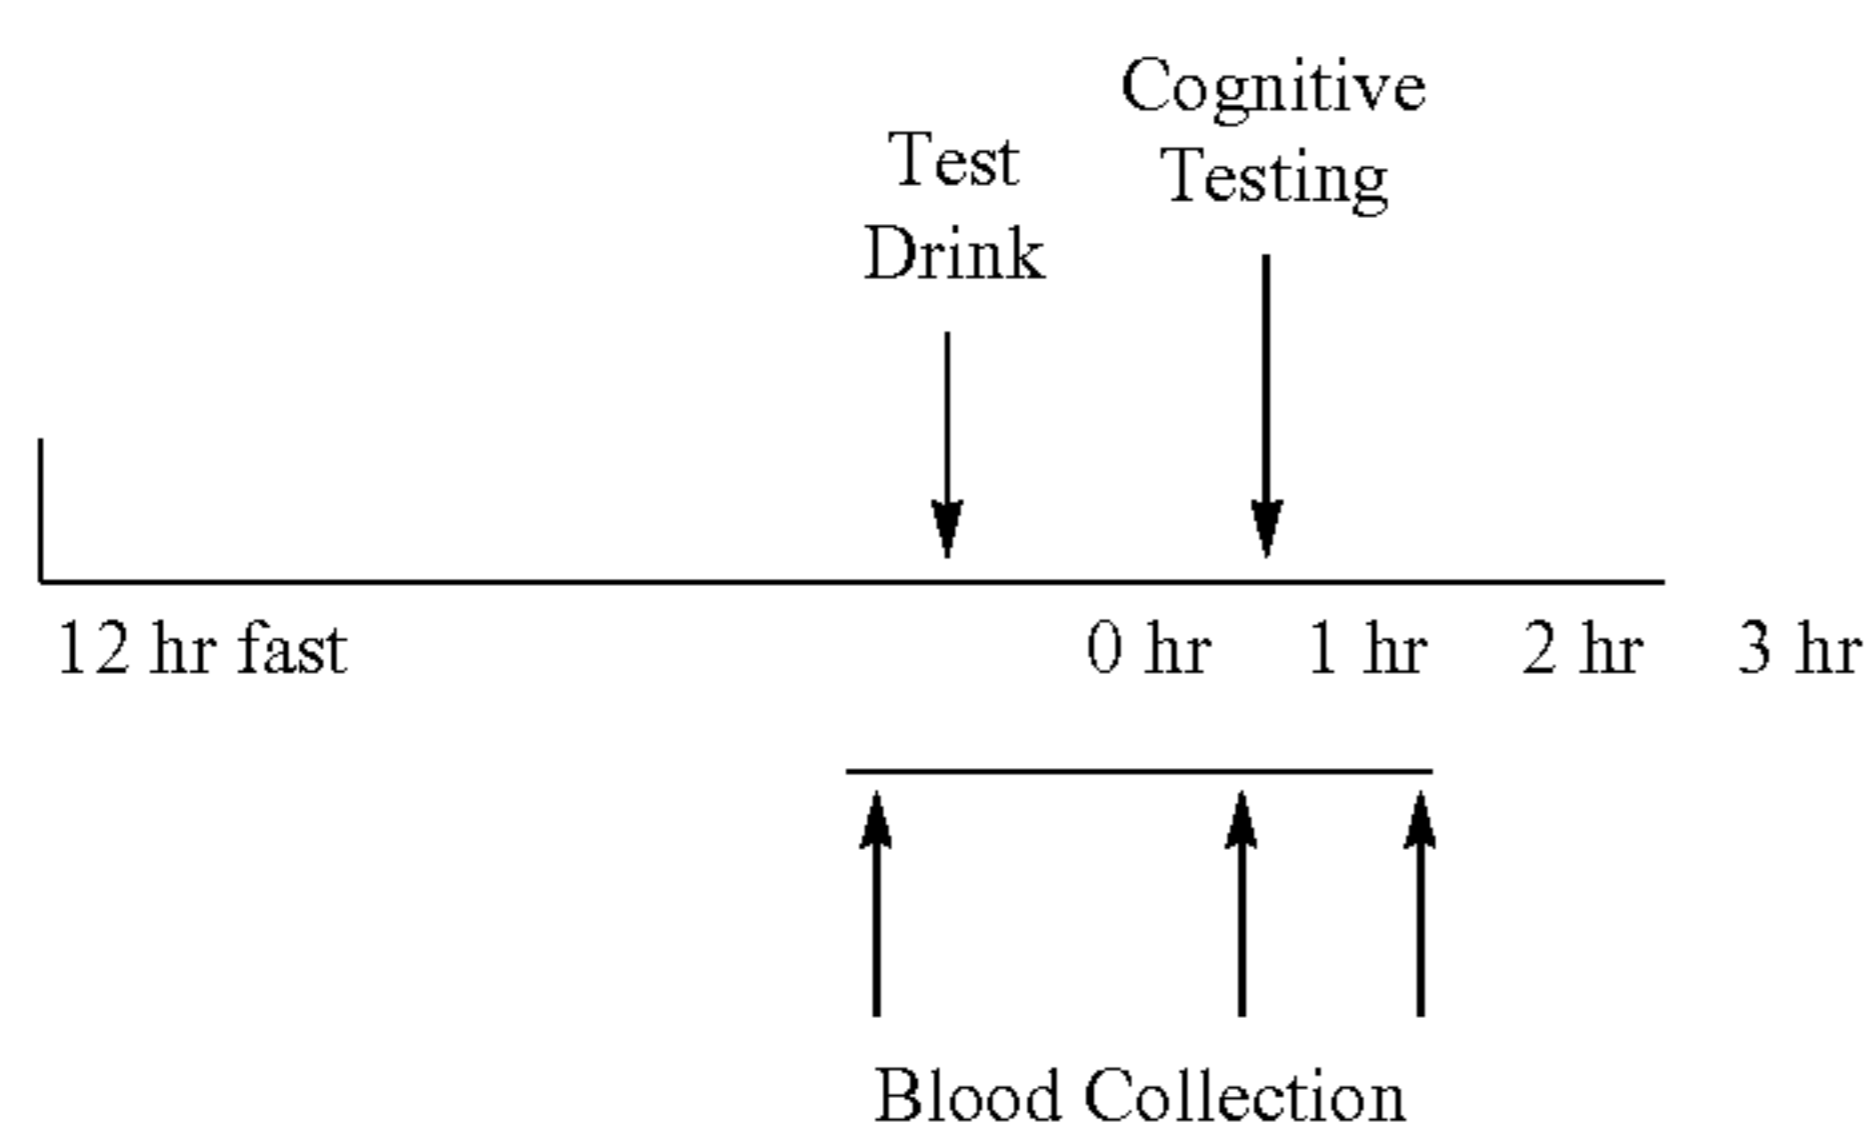 Cognitive
Testing
Test
Drink
12 hr fast 0 hr 1 hr 2 hr 3 hr
Blood Collection